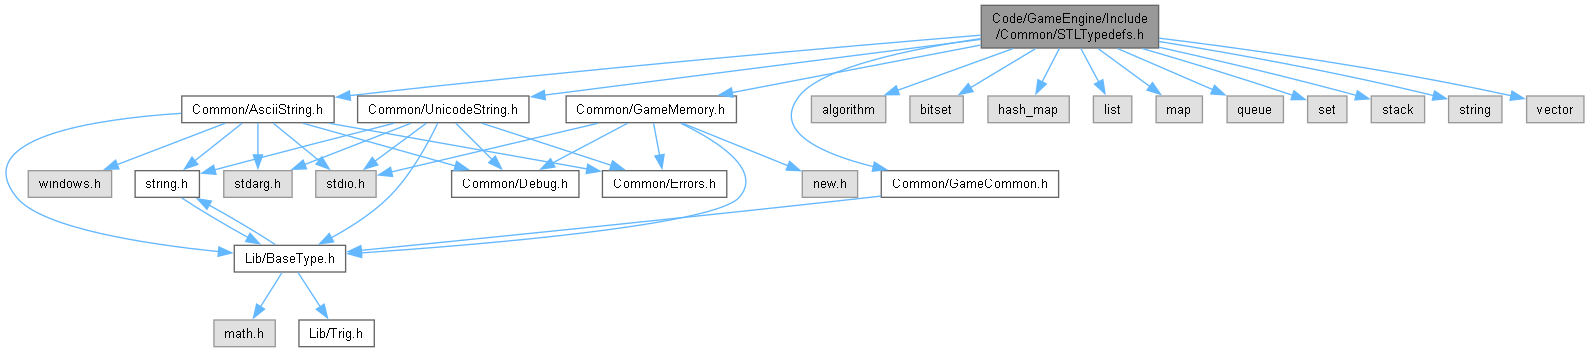 Code/GameEngine/Include
/Common/STLTypedefs.h
Common/AsciiString.h
Common/UnicodeString.h
Common/GameMemory.h
algorithm
bitset
hash_map
list
map
queue
set
stack
string
vector
windows.h
string.h
stdarg.h
stdio.h
Common/Debug.h
Common/Errors.h
new.h
Common/GameCommon.h
Lib/BaseType.h
math.h
Lib/Trig.h